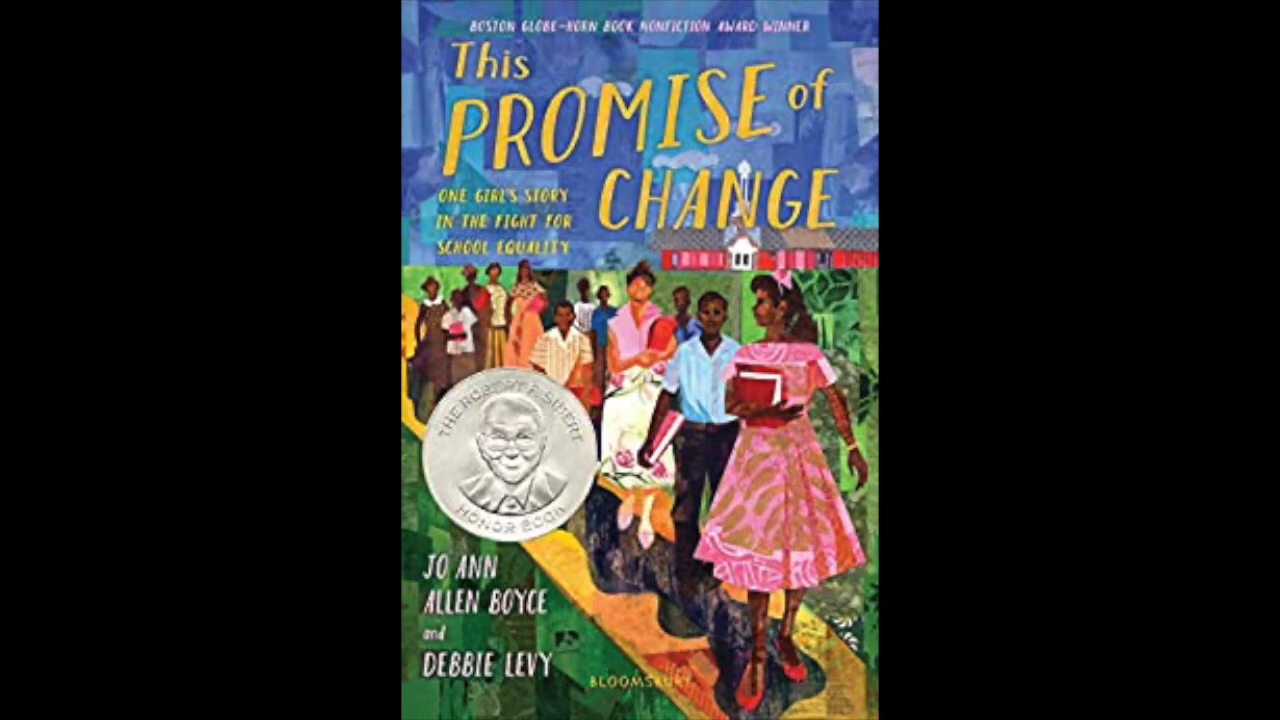 BOSTON GLOBE–HORN BOOK NONFICTION AWARD WINNER
This
PROMISE of
CHANGE
ONE GIRL'S STORY
IN THE FIGHT FOR
SCHOOL EQUALITY
THE ROBERT F. SIBERT
HONOR BOOK
JO ANN
ALLEN BOYCE
and
DEBBIE LEVY
BLOOMSBURY